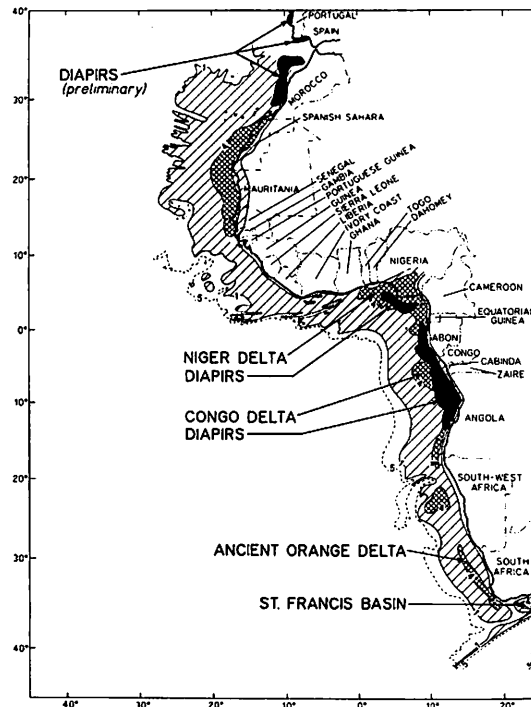 40°
PORTUGAL
SPAIN
DIAPIRS
(preliminary)
30°
MOROCCO
SPANISH SAHARA
20°
MAURITANIA
SENEGAL
GAMBIA
PORTUGUESE GUINEA
GUINEA
SIERRA LEONE
LIBERIA
IVORY COAST
GHANA
TOGO
DAHOMEY
10°
NIGERIA
CAMEROON
EQUATORIAL
GUINEA
0°
GABON
CONGO
CABINDA
ZAIRE
NIGER DELTA
DIAPIRS
CONGO DELTA
DIAPIRS
10°
ANGOLA
20°
SOUTH-WEST
AFRICA
ANCIENT ORANGE DELTA
30°
SOUTH
AFRICA
ST. FRANCIS BASIN
40°
40° 30° 20° 10° 0° 10° 20°